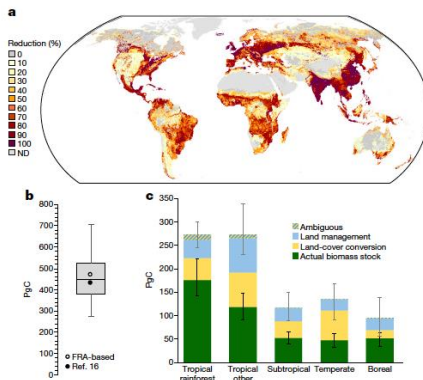 a
Reduction (%)
0
10
20
30
40
50
60
70
80
90
100
ND
b
800
700
600
500
400
300
200
100
0
PgC
FRA-based
Ref. 16
c
350
300
250
200
150
100
50
0
PgC
Ambiguous
Land management
Land-cover conversion
Actual biomass stock
Tropical
rainforest
Tropical
other
Subtropical
Temperate
Boreal